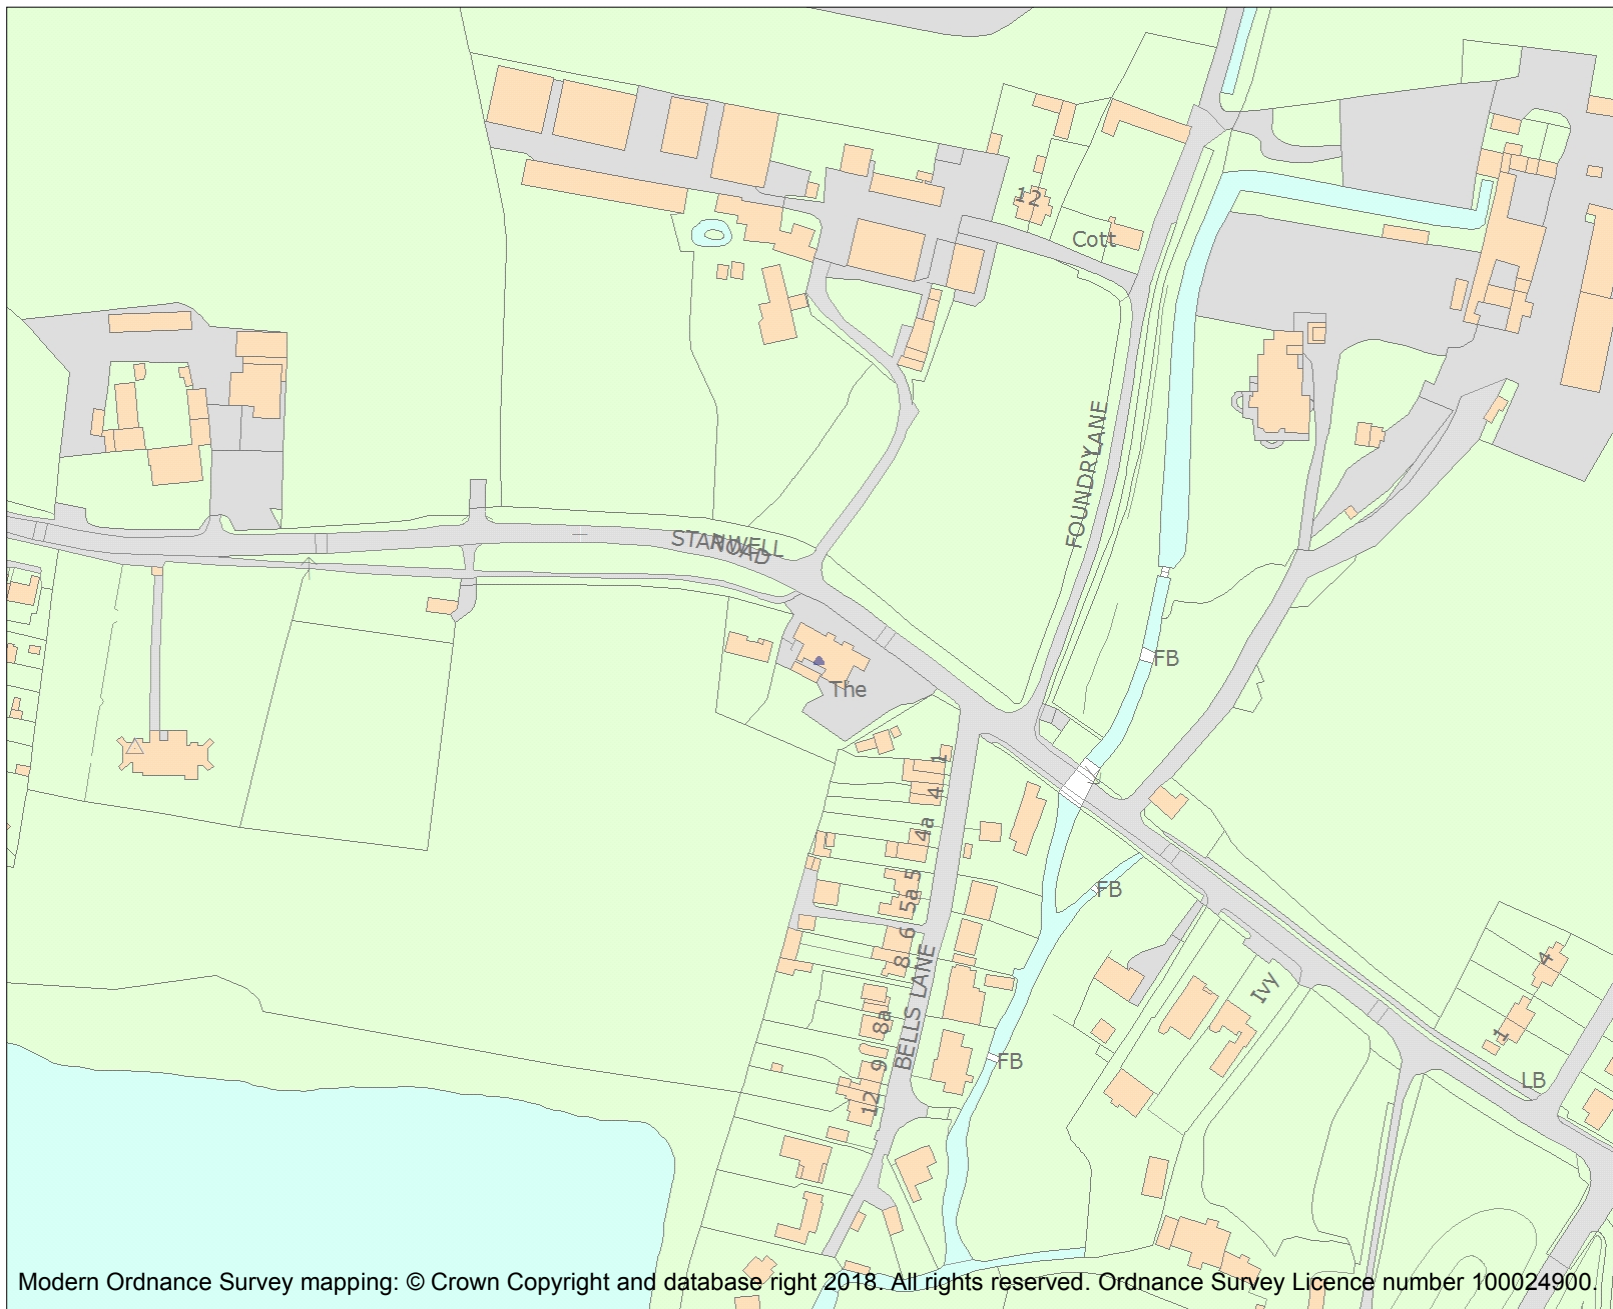 12
Cott
FOUNDRY LANE
STANWELL
ROAD
FB
The
1
4
4a
5
5a
6
8
8a
9
12
BELLS LANE
FB
FB
Ivy
4
1
LB
Modern Ordnance Survey mapping: © Crown Copyright and database right 2018. All rights reserved. Ordnance Survey Licence number 100024900.